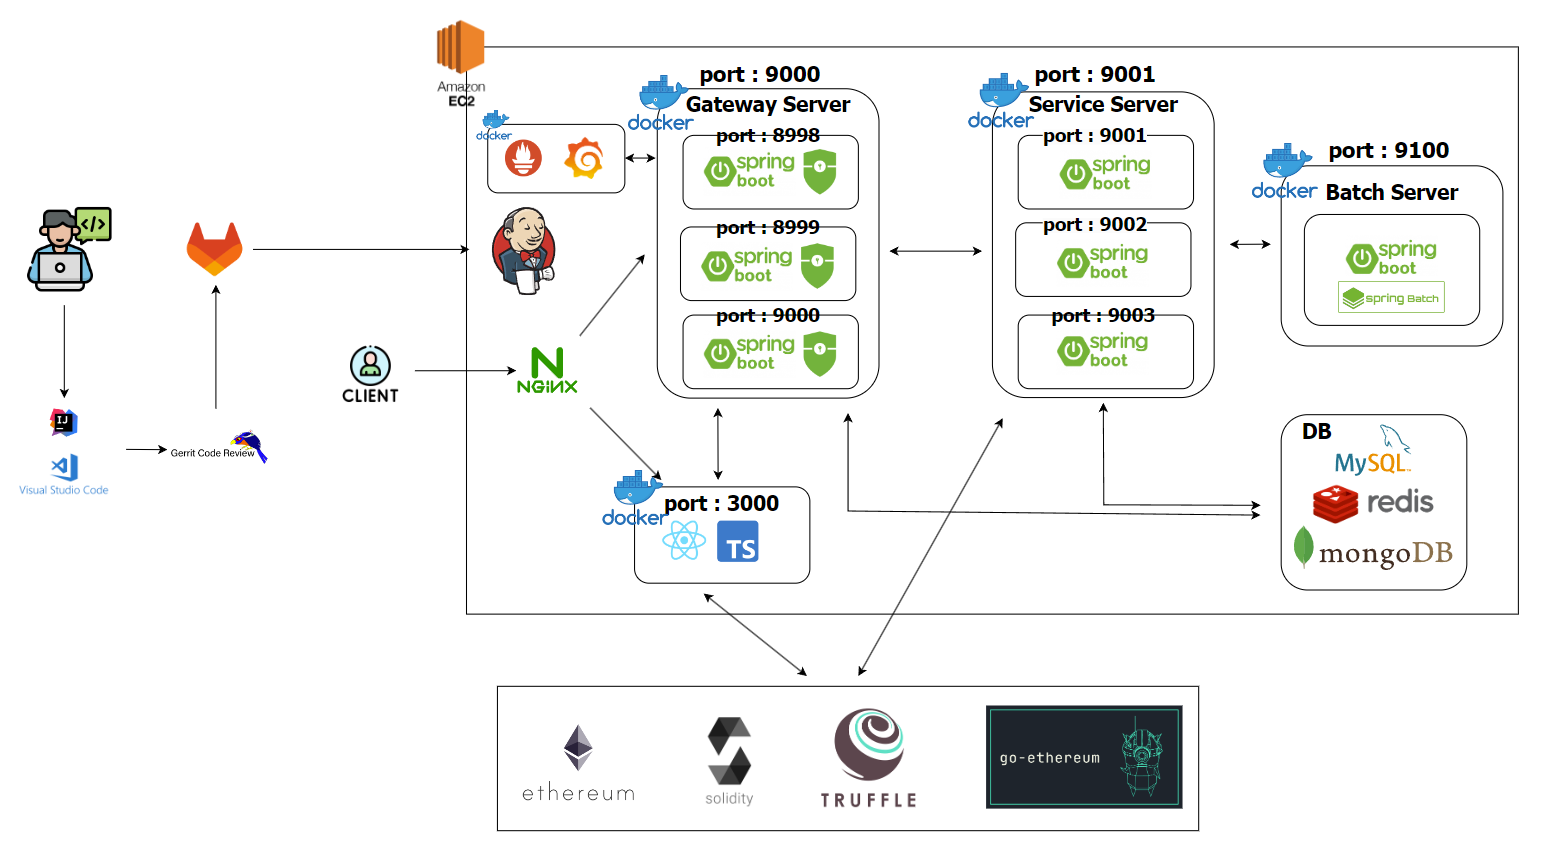 Amazon
EC2
docker
docker
port : 9000
Gateway Server
port : 8998
spring
boot
port : 8999
spring
boot
port : 9000
spring
boot
docker
port : 9001
Service Server
port : 9001
spring
boot
port : 9002
spring
boot
port : 9003
spring
boot
docker
port : 9100
Batch Server
spring
boot
spring Batch
CLIENT
NGINX
IJ
Visual Studio Code
Gerrit Code Review
docker
port : 3000
TS
DB
MySQL
redis
mongoDB
ethereum
solidity
TRUFFLE
go-ethereum